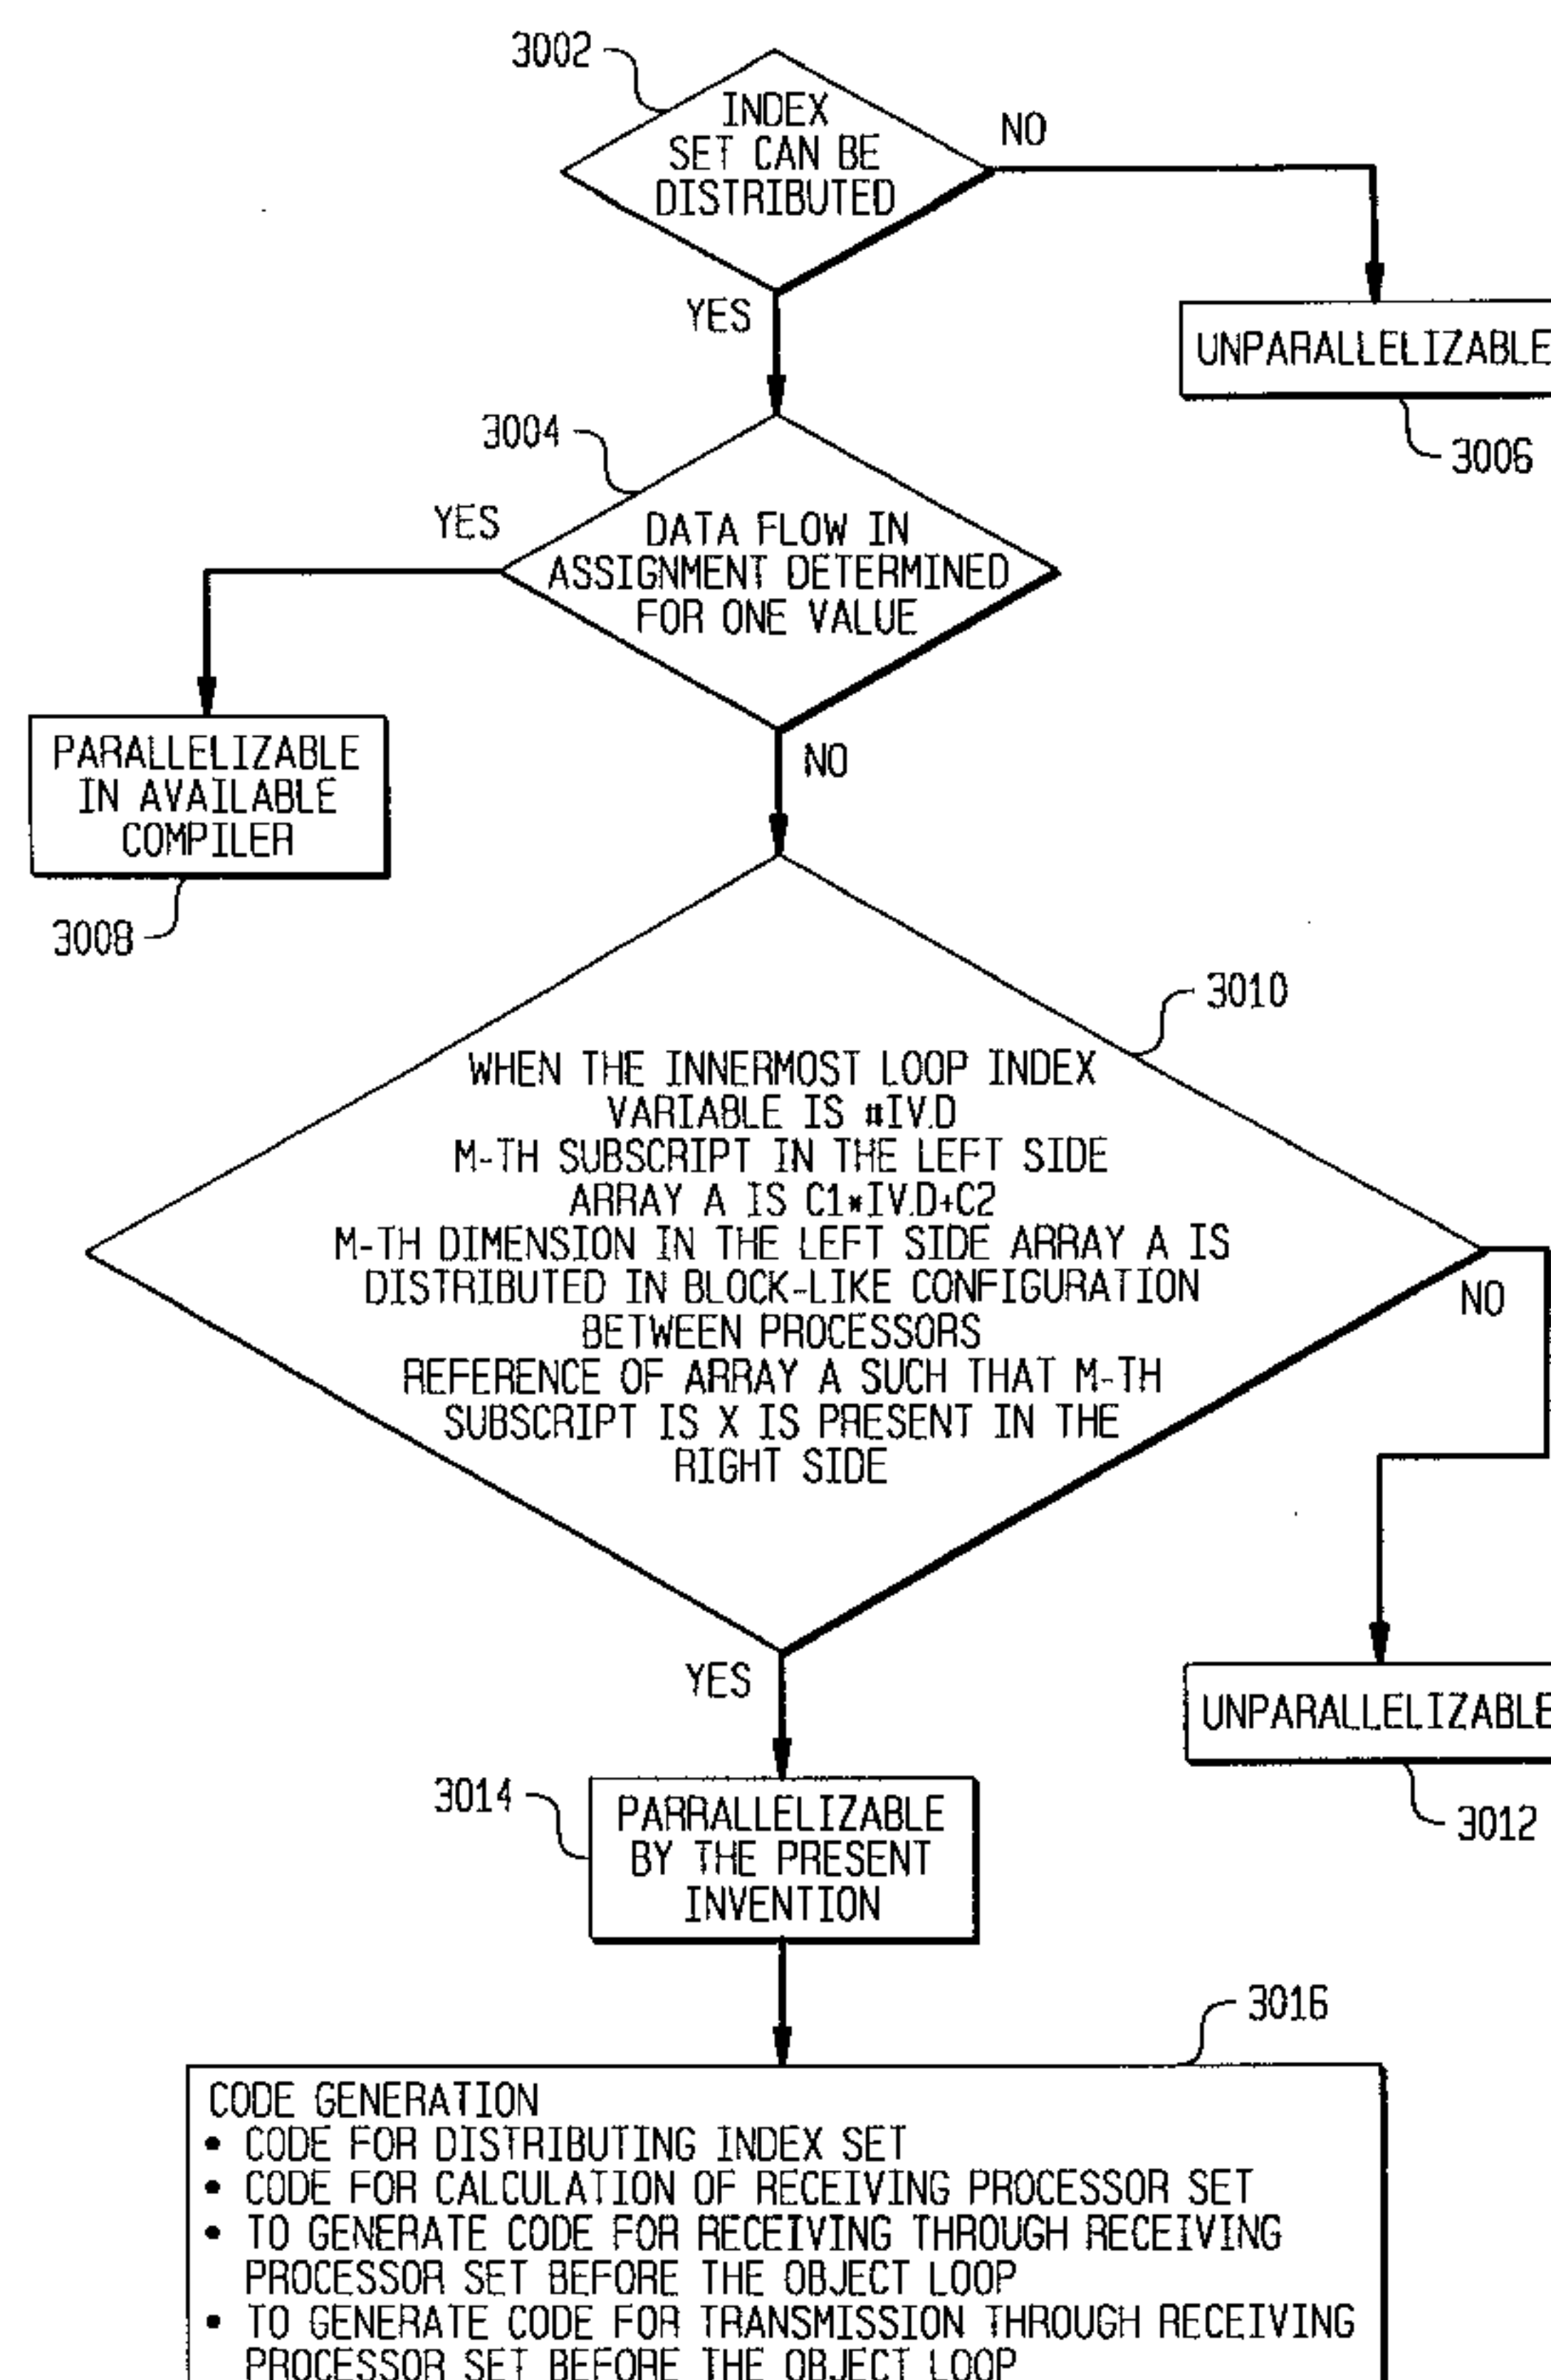 3002
INDEX
SET CAN BE
DISTRIBUTED
NO
YES
UNPARALLELIZABLE
3006
3004
YES
DATA FLOW IN
ASSIGNMENT DETERMINED
FOR ONE VALUE
NO
PARALLELIZABLE
IN AVAILABLE
COMPILER
3008
3010
WHEN THE INNERMOST LOOP INDEX
VARIABLE IS #IV.D
M-TH SUBSCRIPT IN THE LEFT SIDE
ARRAY A IS C1*IV.D+C2
M-TH DIMENSION IN THE LEFT SIDE ARRAY A IS
DISTRIBUTED IN BLOCK-LIKE CONFIGURATION
BETWEEN PROCESSORS
REFERENCE OF ARRAY A SUCH THAT M-TH
SUBSCRIPT IS X IS PRESENT IN THE
RIGHT SIDE
NO
YES
UNPARALLELIZABLE
3012
3014
PARRALLELIZABLE
BY THE PRESENT
INVENTION
3016
CODE GENERATION
• CODE FOR DISTRIBUTING INDEX SET
• CODE FOR CALCULATION OF RECEIVING PROCESSOR SET
• TO GENERATE CODE FOR RECEIVING THROUGH RECEIVING
PROCESSOR SET BEFORE THE OBJECT LOOP
• TO GENERATE CODE FOR TRANSMISSION THROUGH RECEIVING
PROCESSOR SET BEFORE THE OBJECT LOOP